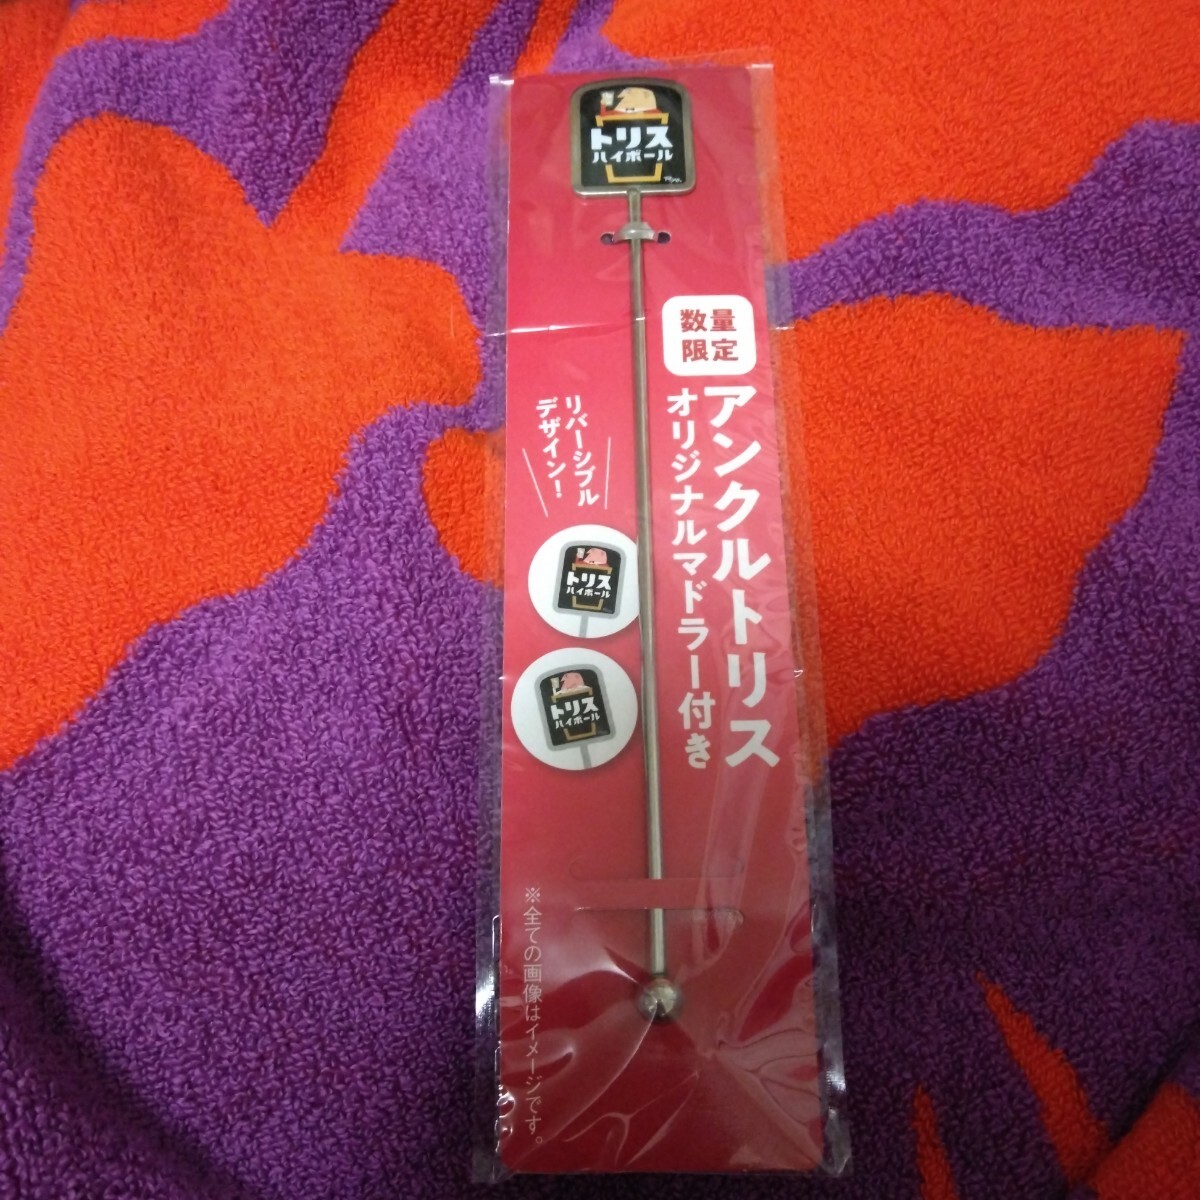 トリス
ハイボール
Ryo.
数量
限定
アンクルトリス
オリジナルマドラー付き
リバーシブル
デザイン!
トリス
ハイボール
トリス
ハイボール
※全ての画像はイメージです。